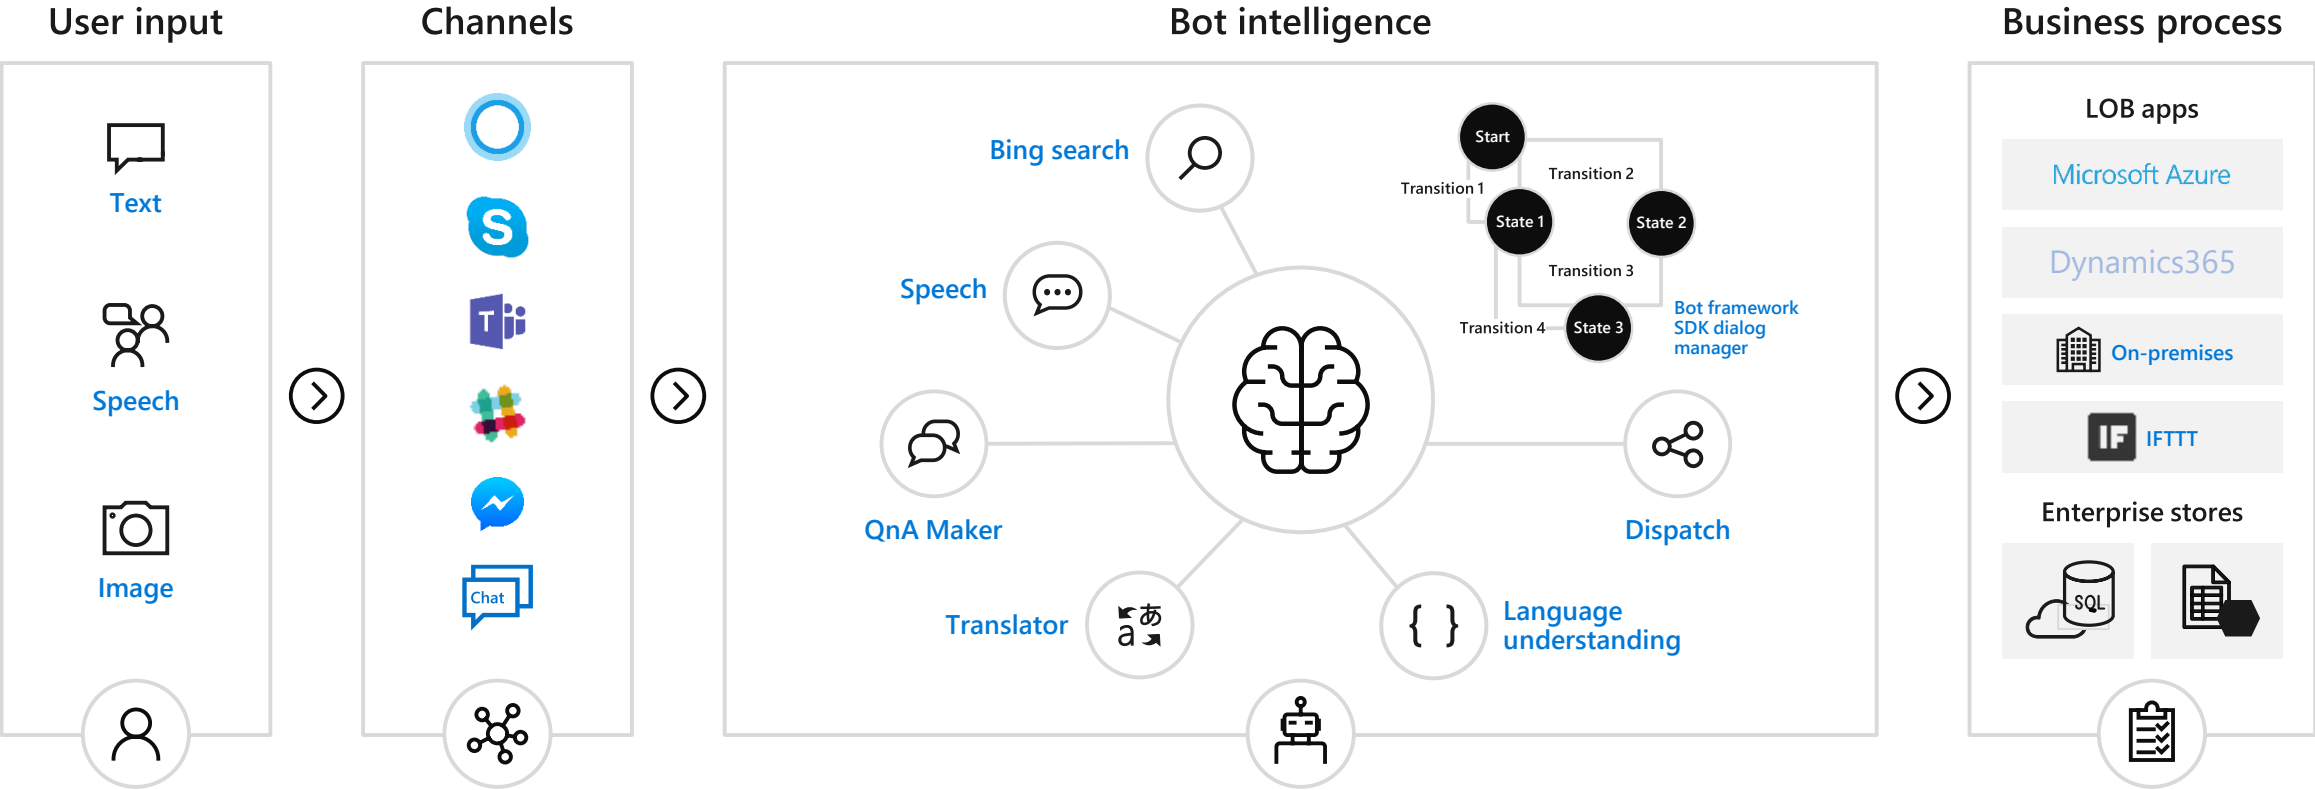 User input
Channels
Bot intelligence
Business process
Text
Speech
Image
S
T
Chat
Bing search
Speech
QnA Maker
Translator
あ
a
{ }
Language
understanding
Dispatch
Start
Transition 1
Transition 2
State 1
State 2
Transition 3
Transition 4
State 3
Bot framework
SDK dialog
manager
LOB apps
Microsoft Azure
Dynamics365
On-premises
IF
IFTTT
Enterprise stores
SQL